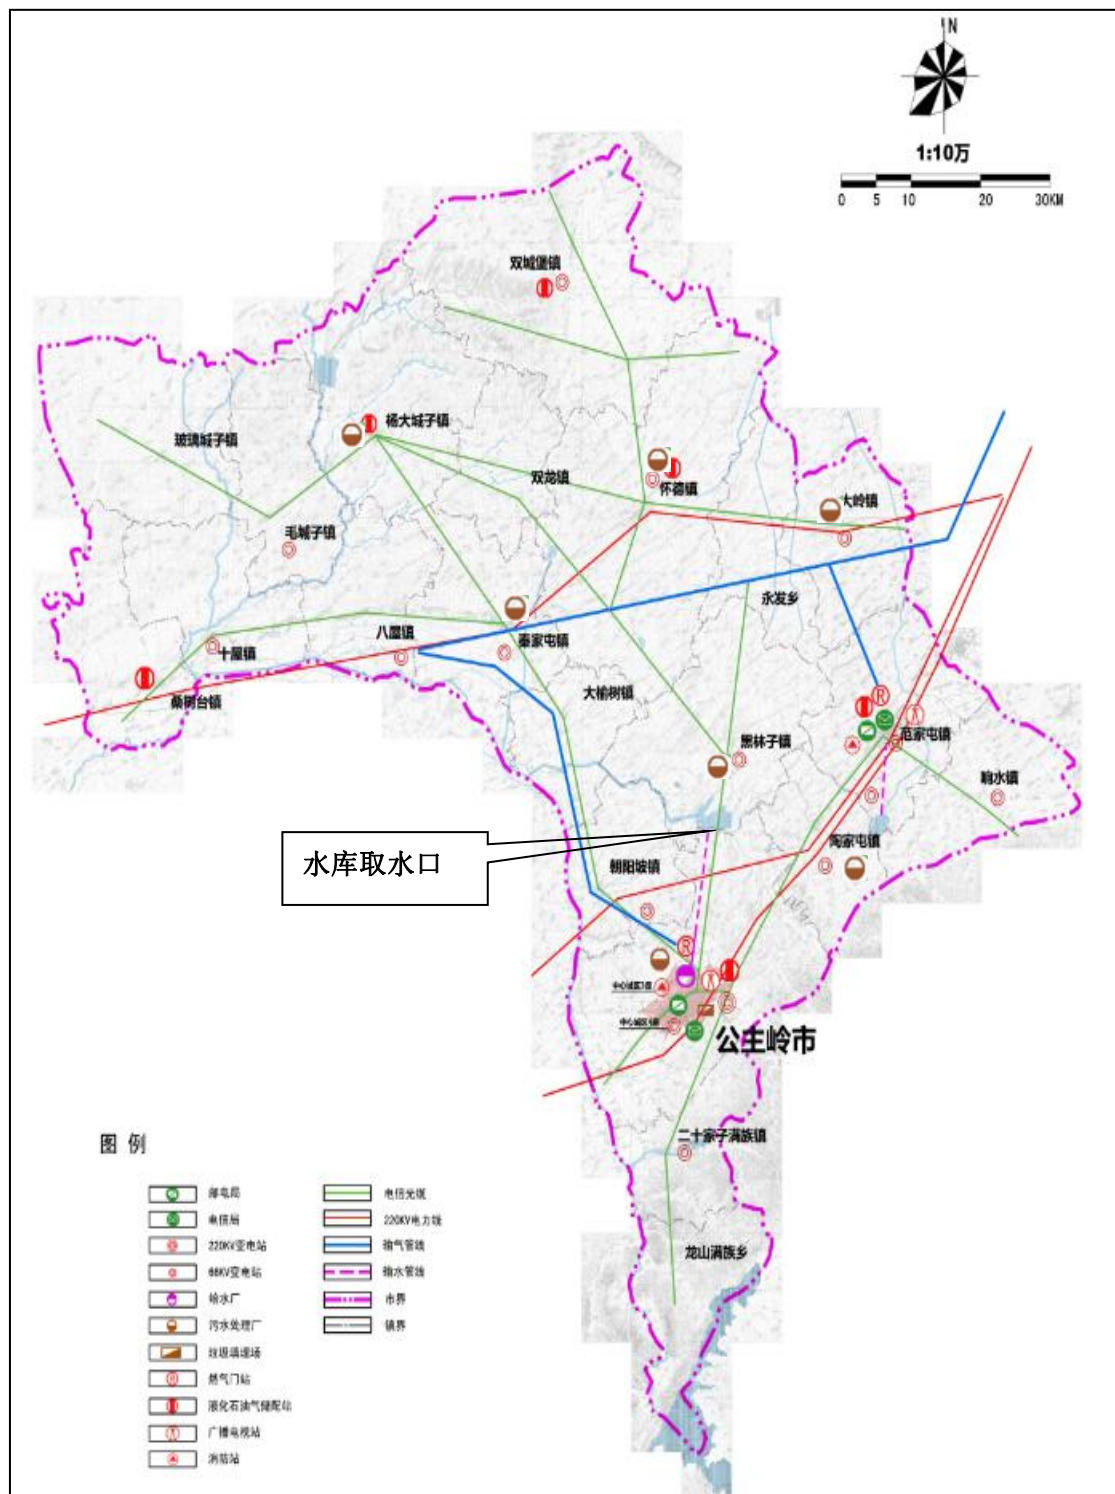 N
1:10万
0 5 10 20 30KM
双城堡镇
杨大城子镇
玻璃城子镇
双龙镇
怀德镇
大岭镇
毛城子镇
永发乡
八屋镇
秦家屯镇
十屋镇
桑树台镇
大榆树镇
黑林子镇
范家屯镇
响水镇
水库取水口
陶家屯镇
朝阳坡镇
公主岭市
二十家子满族镇
龙山满族乡
图 例
邮电局
电信局
220KV变电站
66KV变电站
给水厂
污水处理厂
垃圾填埋场
燃气门站
液化石油气储配站
广播电视站
消防站
电信光缆
220KV电力线
输气管线
输水管线
市界
镇界